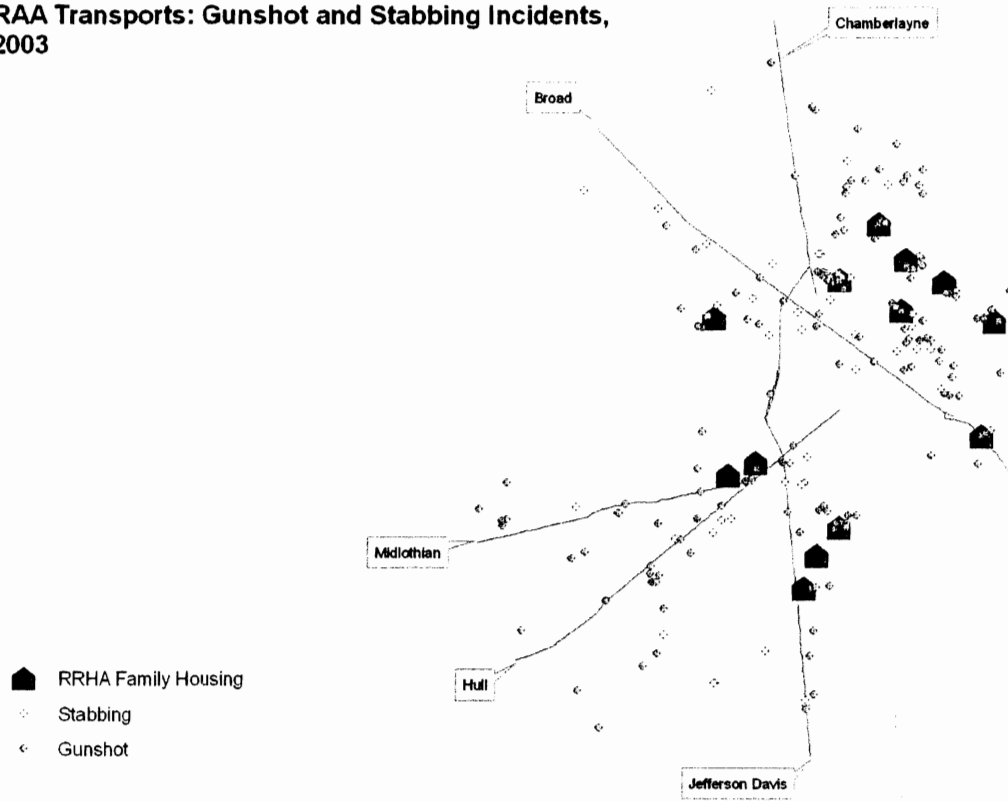 RAA Transports: Gunshot and Stabbing Incidents,
2003
Chamberlayne
Broad
Midlothian
Hull
Jefferson Davis
RRHA Family Housing
Stabbing
Gunshot